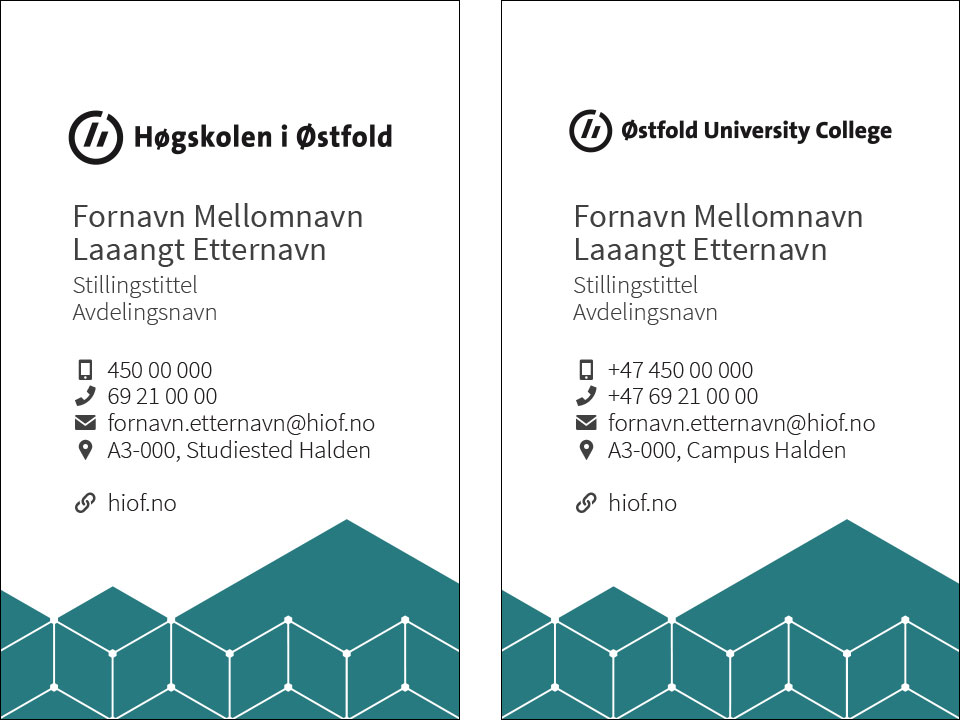 Høgskolen i Østfold
Fornavn Mellomnavn
Laaangt Etternavn
Stillingstittel
Avdelingsnavn
450 00 000
69 21 00 00
fornavn.etternavn@hiof.no
A3-000, Studiested Halden
hiof.no
Østfold University College
Fornavn Mellomnavn
Laaangt Etternavn
Stillingstittel
Avdelingsnavn
+47 450 00 000
+47 69 21 00 00
fornavn.etternavn@hiof.no
A3-000, Campus Halden
hiof.no